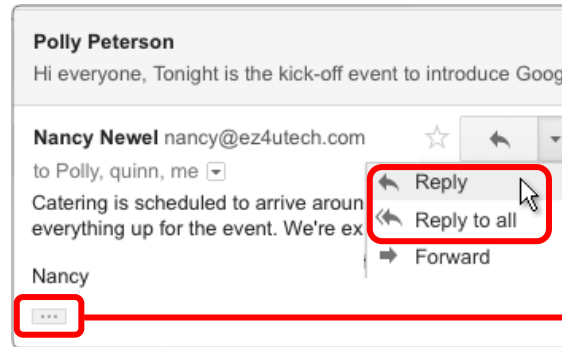 Polly Peterson
Hi everyone, Tonight is the kick-off event to introduce Goog
Nancy Newel nancy@ez4utech.com
to Polly, quinn, me
Catering is scheduled to arrive aroun
everything up for the event. We're ex
Reply
Reply to all
Forward
Nancy